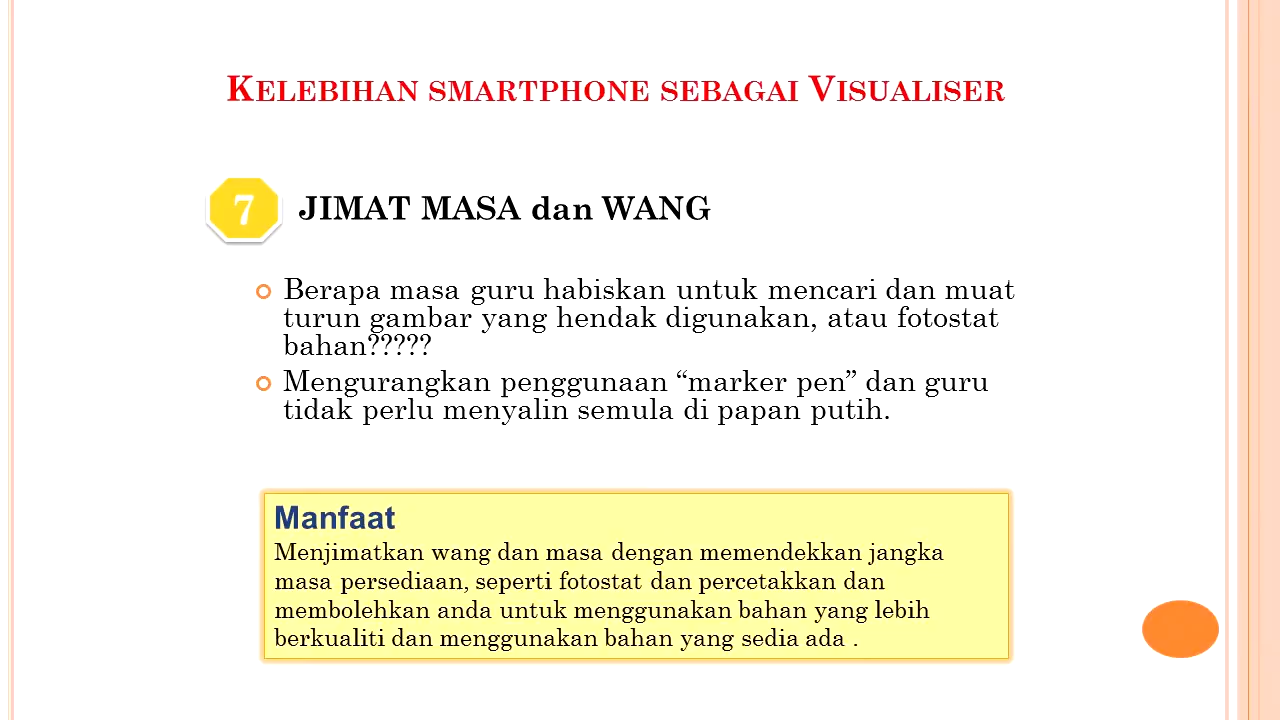 KELEBIHAN SMARTPHONE SEBAGAI VISUALISER
7
JIMAT MASA dan WANG
Berapa masa guru habiskan untuk mencari dan muat
turun gambar yang hendak digunakan, atau fotostat
bahan?????
Mengurangkan penggunaan “marker pen” dan guru
tidak perlu menyalin semula di papan putih.
Manfaat
Menjimatkan wang dan masa dengan memendekkan jangka
masa persediaan, seperti fotostat dan percetakkan dan
membolehkan anda untuk menggunakan bahan yang lebih
berkualiti dan menggunakan bahan yang sedia ada .